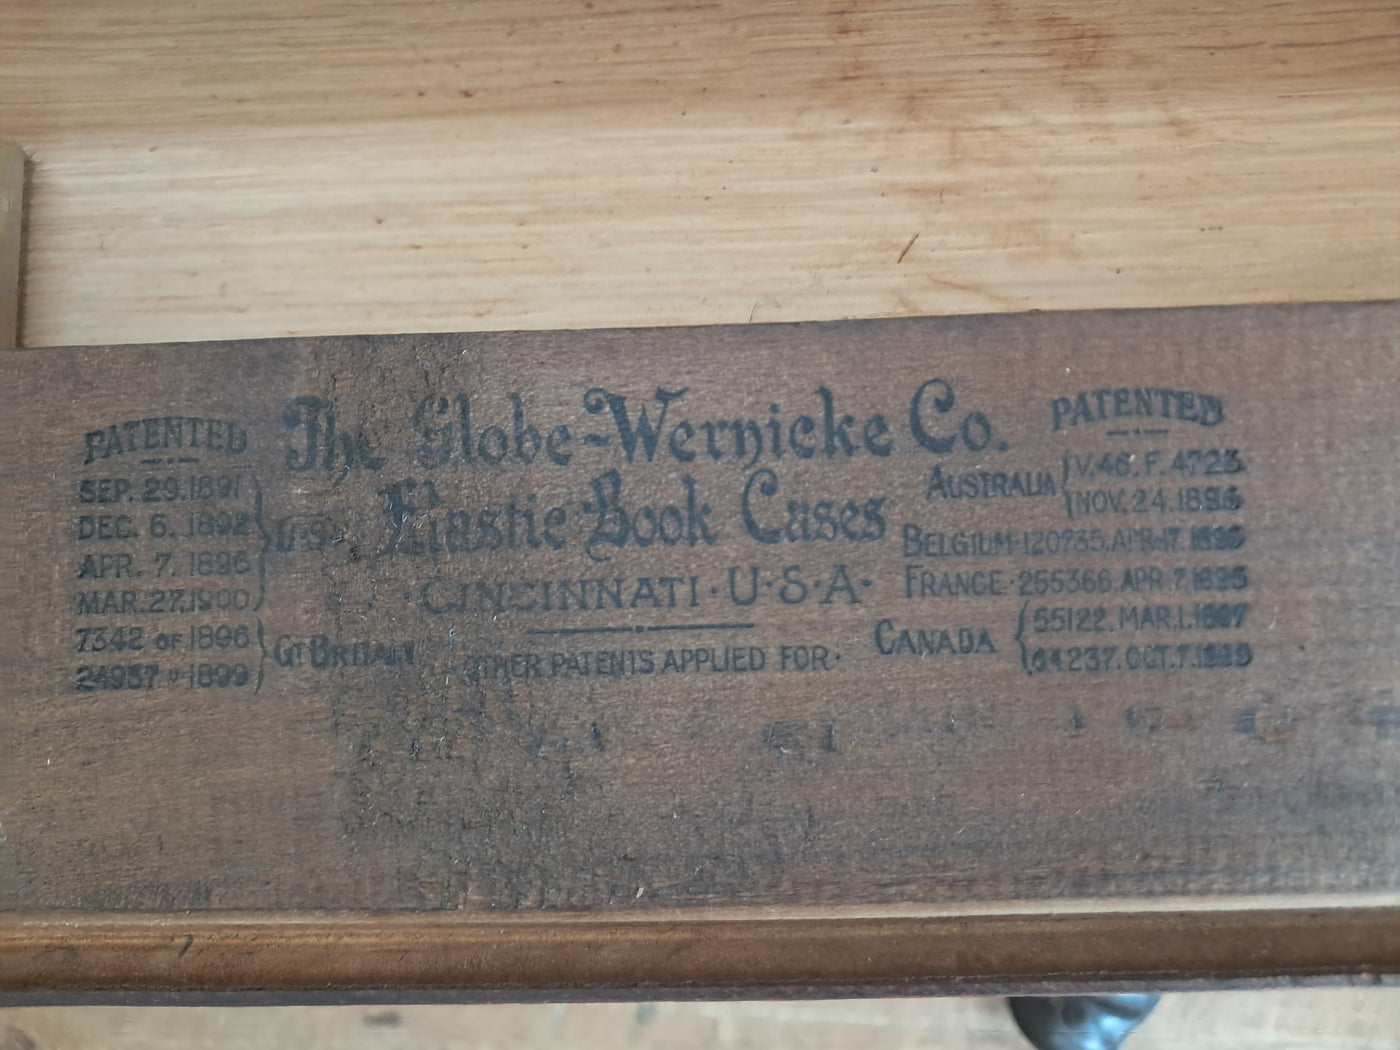 PATENTED
SEP. 29. 1891
DEC. 6. 1892
APR. 7. 1896
MAR. 27. 1900
U.S.
7342 OF 1896
24957 " 1899
GT BRITAIN
The Globe-Wernicke Co.
Elastic Book Cases
·CINCINNATI·U·S·A·
OTHER PATENTS APPLIED FOR·
PATENTED
AUSTRALIA
V.46. F. 4723.
NOV. 24. 1896
BELGIUM·120735. APR. 17. 1896
FRANCE·255366. APR. 7. 1896
CANADA
55122. MAR. 1. 1897
64237. OCT. 7. 1899